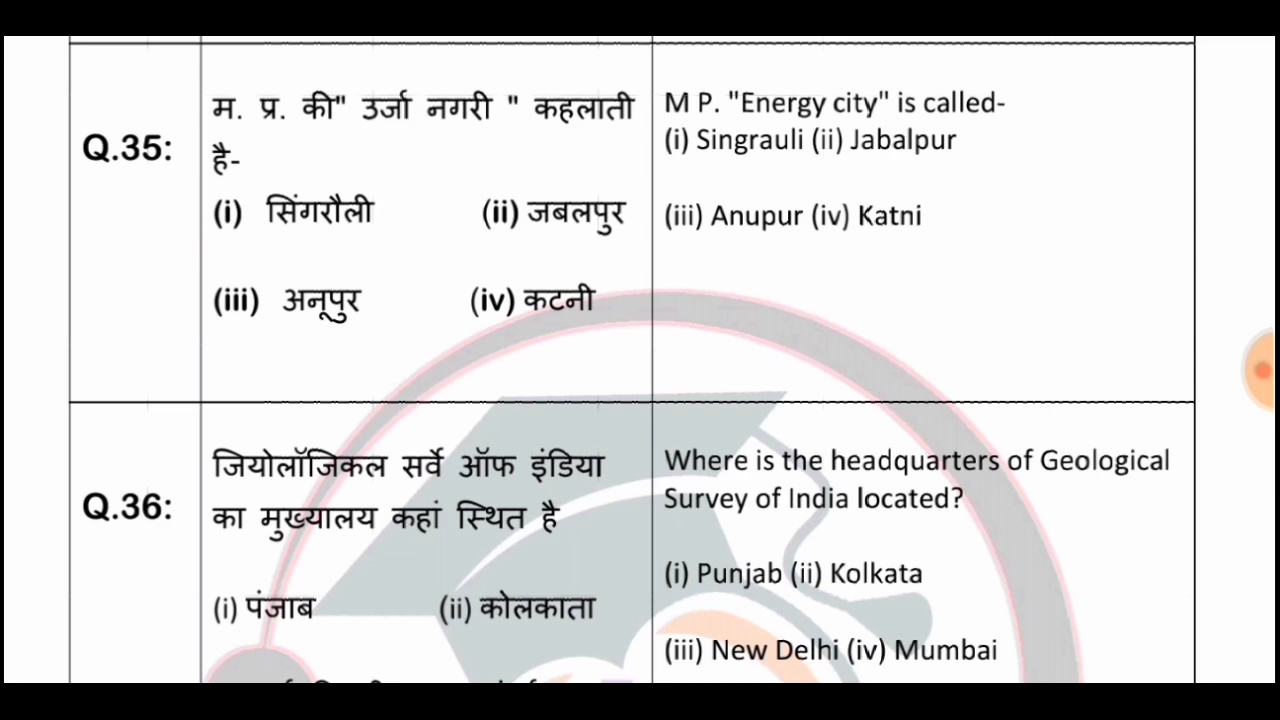 Q.35:
म. प्र. की" उर्जा नगरी " कहलाती
है-
(i) सिंगरौली (ii) जबलपुर
(iii) अनूपुर (iv) कटनी
M P. "Energy city" is called-
(i) Singrauli (ii) Jabalpur
(iii) Anupur (iv) Katni
Q.36:
जियोलॉजिकल सर्वे ऑफ इंडिया
का मुख्यालय कहां स्थित है
(i) पंजाब (ii) कोलकाता
Where is the headquarters of Geological
Survey of India located?
(i) Punjab (ii) Kolkata
(iii) New Delhi (iv) Mumbai